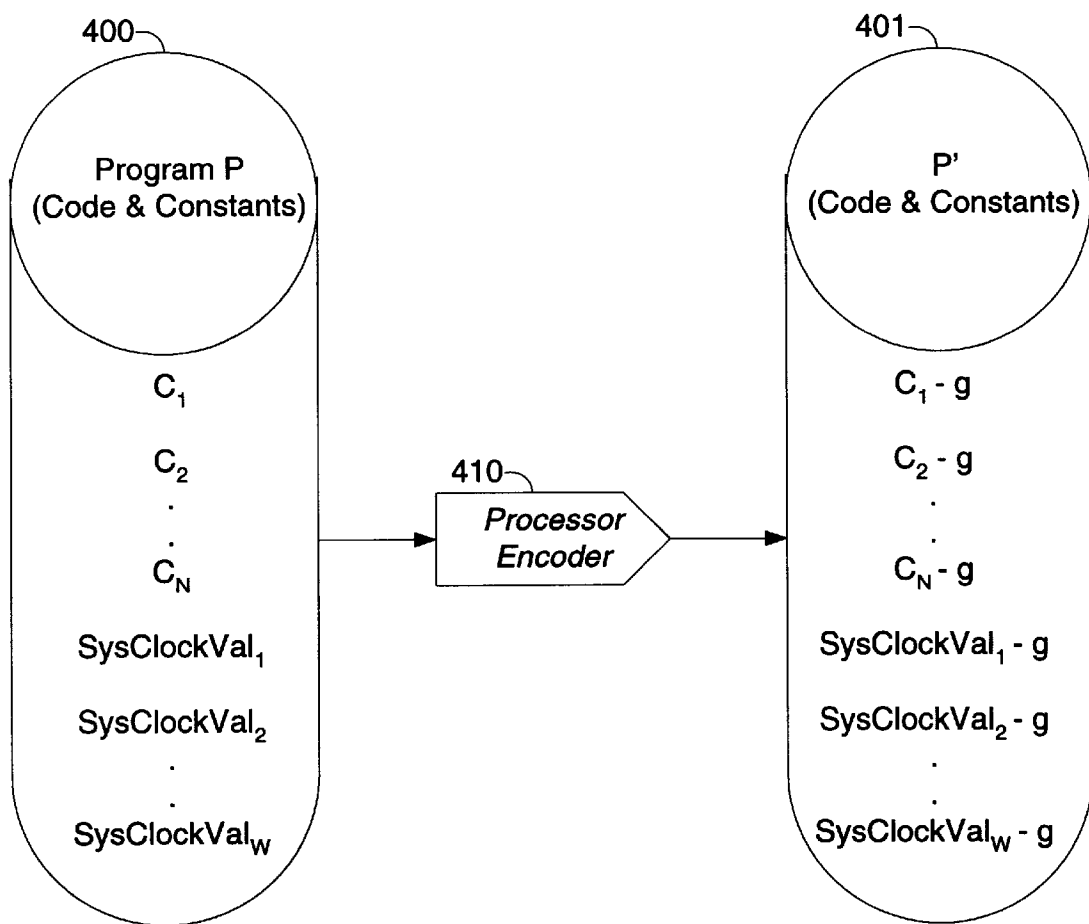 400
Program P
(Code & Constants)
C1
C2
.
.
CN
SysClockVal1
SysClockVal2
.
.
SysClockValW
410
Processor
Encoder
401
P'
(Code & Constants)
C1 - g
C2 - g
.
.
CN - g
SysClockVal1 - g
SysClockVal2 - g
.
.
SysClockValW - g